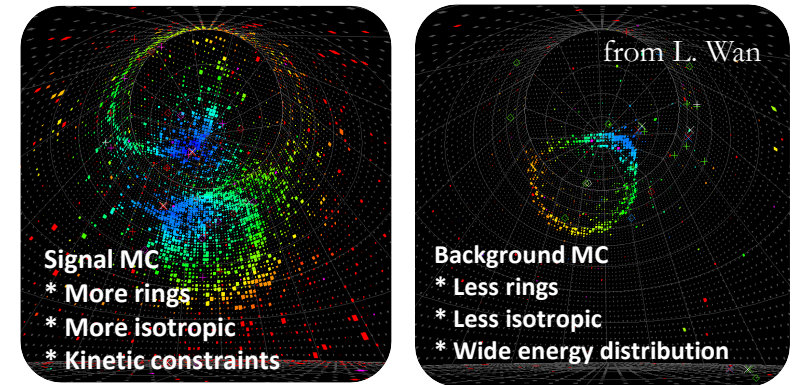 from L. Wan
Signal MC
* More rings
* More isotropic
* Kinetic constraints
Background MC
* Less rings
* Less isotropic
* Wide energy distribution